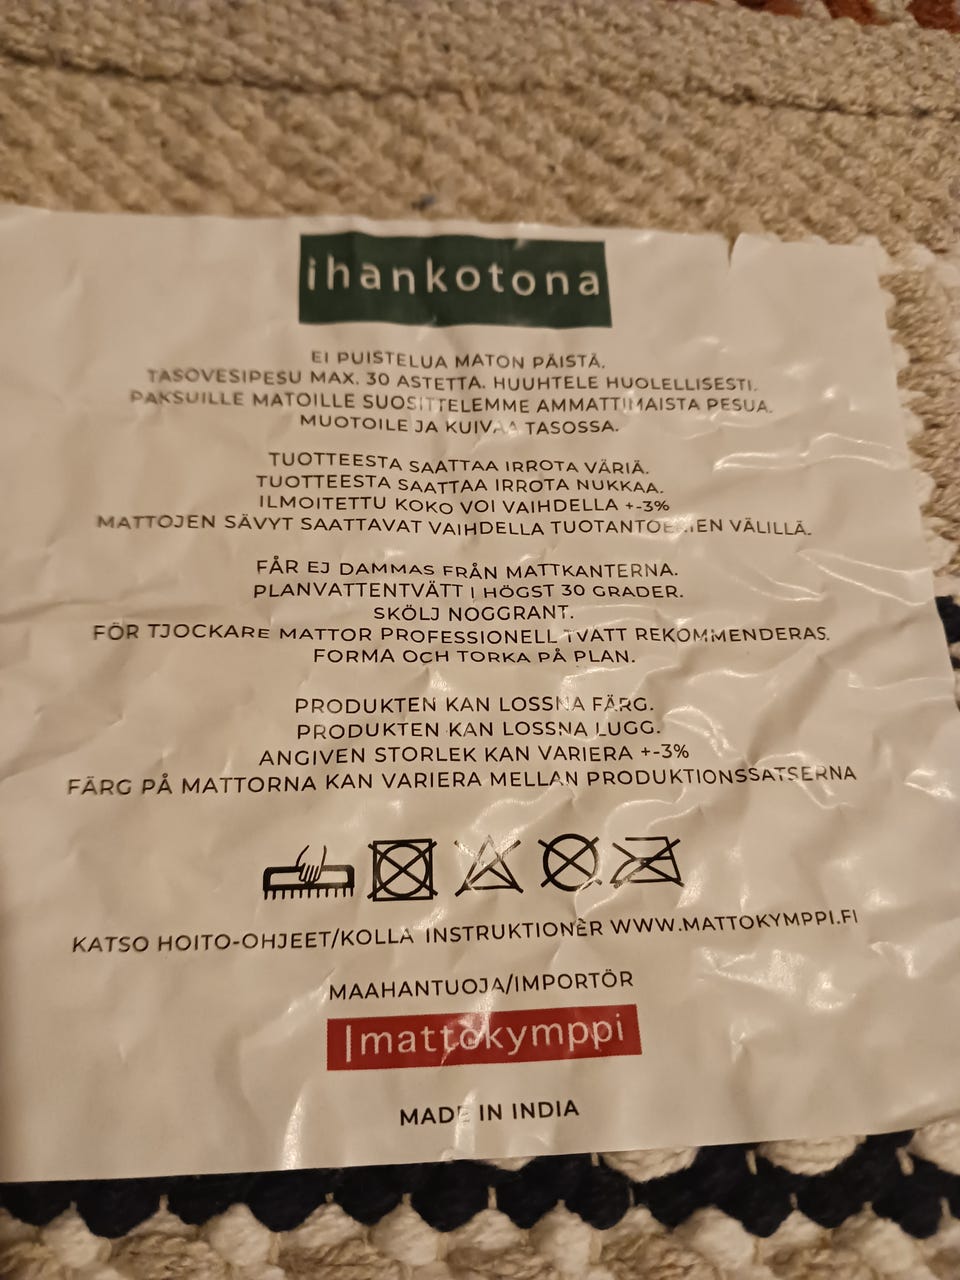 ihankotona
EI PUISTELUA MATON PÄISTÄ.
TASOVESIPESU MAX. 30 ASTETTA. HUUHTELE HUOLELLISESTI.
PAKSUILLE MATOILLE SUOSITTELEMME AMMATTIMAISTA PESUA.
MUOTOILE JA KUIVAA TASOSSA.
TUOTTEESTA SAATTAA IRROTA VÄRIÄ.
TUOTTEESTA SAATTAA IRROTA NUKKAA.
ILMOITETTU KOKO VOI VAIHDELLA +-3%
MATTOJEN SÄVYT SAATTAVAT VAIHDELLA TUOTANTOERIEN VÄLILLÄ.
FÅR EJ DAMMAS FRÅN MATTKANTERNA.
PLANVATTENTVÄTT I HÖGST 30 GRADER.
SKÖLJ NOGGRANT.
FÖR TJOCKARE MATTOR PROFESSIONELL TVÄTT REKOMMENDERAS.
FORMA OCH TORKA PÅ PLAN.
PRODUKTEN KAN LOSSNA FÄRG.
PRODUKTEN KAN LOSSNA LUGG.
ANGIVEN STORLEK KAN VARIERA +-3%
FÄRG PÅ MATTORNA KAN VARIERA MELLAN PRODUKTIONSSATSERNA
KATSO HOITO-OHJEET/KOLLA INSTRUKTIONER WWW.MATTOKYMPPI.FI
MAAHANTUOJA/IMPORTÖR
mattokymppi
MADE IN INDIA